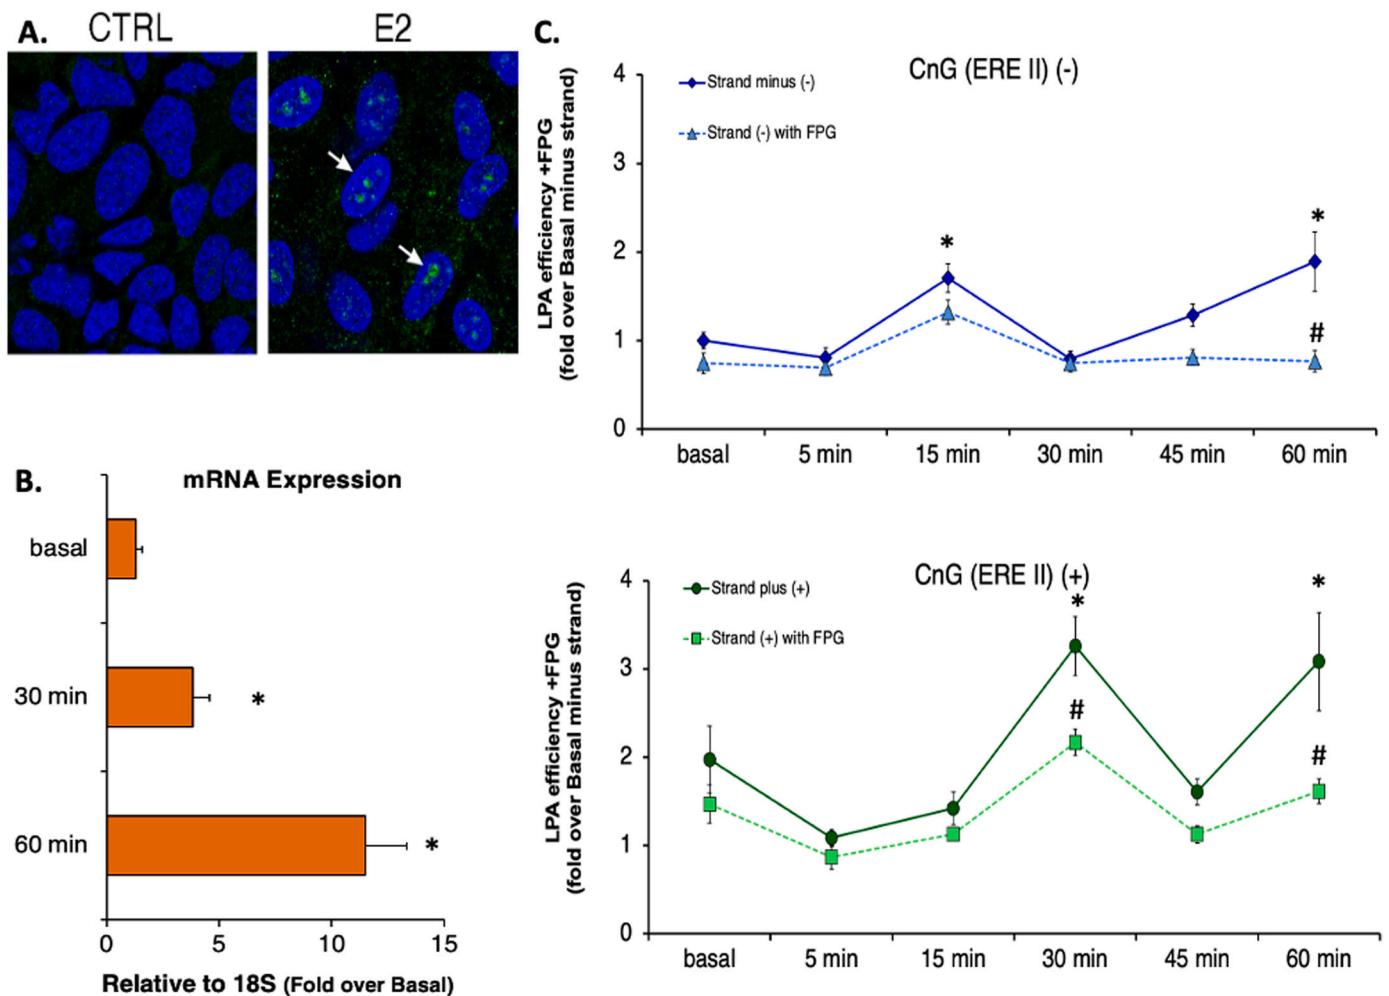 A.
CTRL
E2
B.
mRNA Expression
basal
30 min
*
60 min
*
0 5 10 15
Relative to 18S (Fold over Basal)
C.
CnG (ERE II) (-)
Strand minus (-)
Strand (-) with FPG
LPA efficiency +FPG
(fold over Basal minus strand)
4
3
2
1
0
*
*
#
basal 5 min 15 min 30 min 45 min 60 min
CnG (ERE II) (+)
Strand plus (+)
Strand (+) with FPG
LPA efficiency +FPG
(fold over Basal minus strand)
4
3
2
1
0
*
*
#
#
basal 5 min 15 min 30 min 45 min 60 min